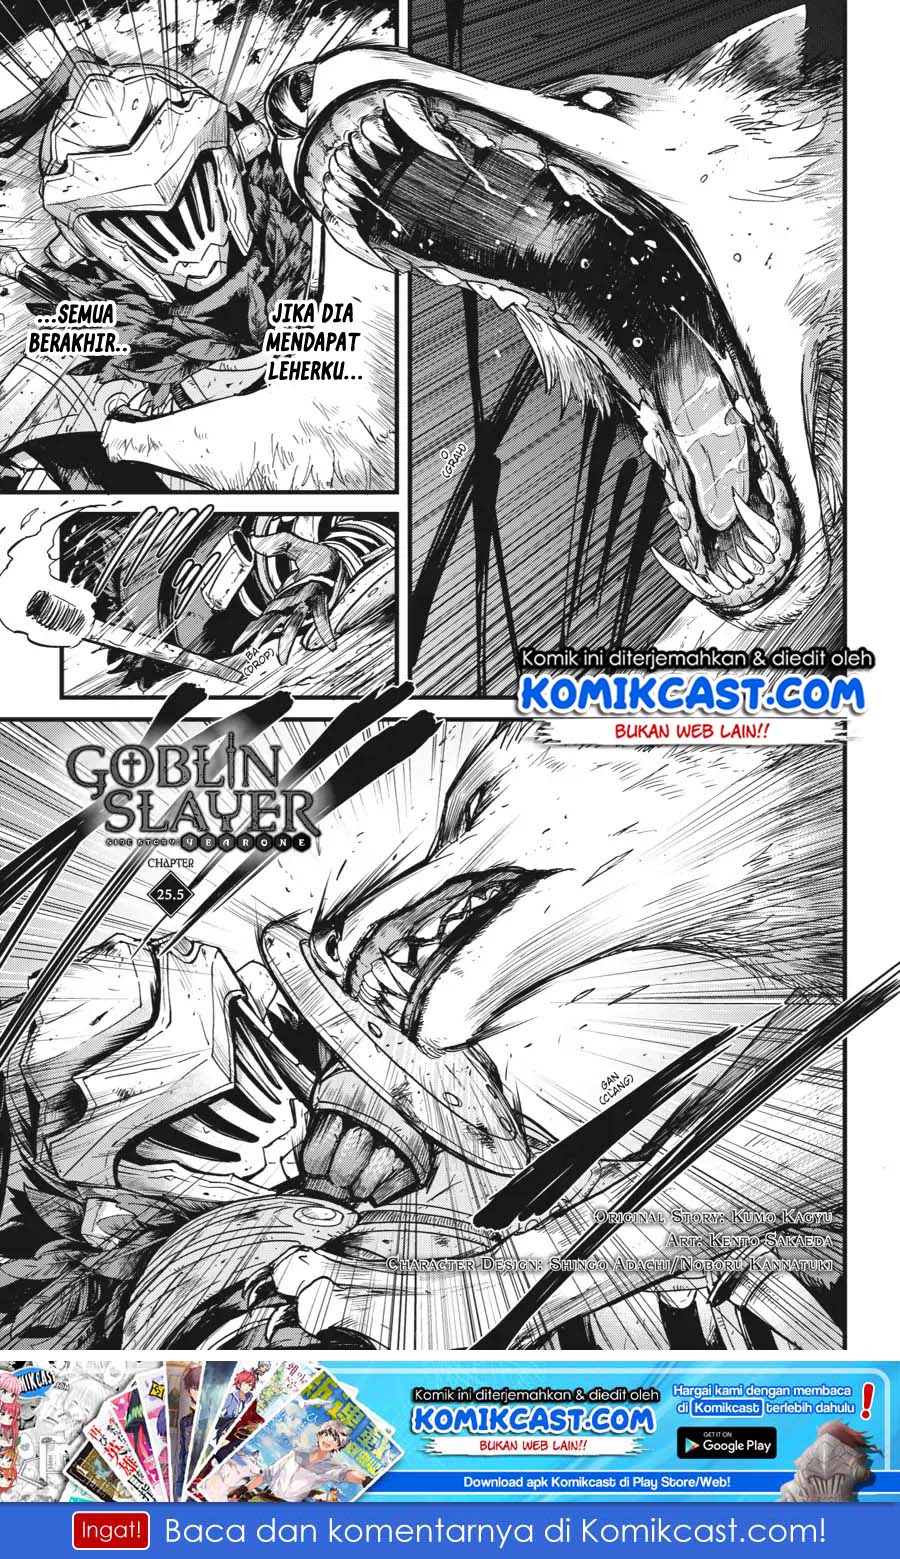 JIKA DIA
MENDAPAT
LEHERKU...
...SEMUA
BERAKHIR..
O
(GRAW)
BA
(DROP)
Komik ini diterjemahkan & diedit oleh
KOMIKCAST.COM
BUKAN WEB LAIN!!
GOBLIN
SLAYER
SIDE STORY: YEAR ONE
CHAPTER
25.5
GAN
(CLANG)
ORIGINAL STORY: KUMO KAGYU
ART: KENTO SAKAEDA
CHARACTER DESIGN: SHINGO ADACHI/NOBORU KANNATUKI
Komik ini diterjemahkan & diedit oleh
KOMIKCAST.COM
BUKAN WEB LAIN!!
Hargai kami dengan membaca
di Komikcast terlebih dahulu !
GET IT ON
Google Play
Download apk Komikcast di Play Store/Web!
Ingat! Baca dan komentarnya di Komikcast.com!